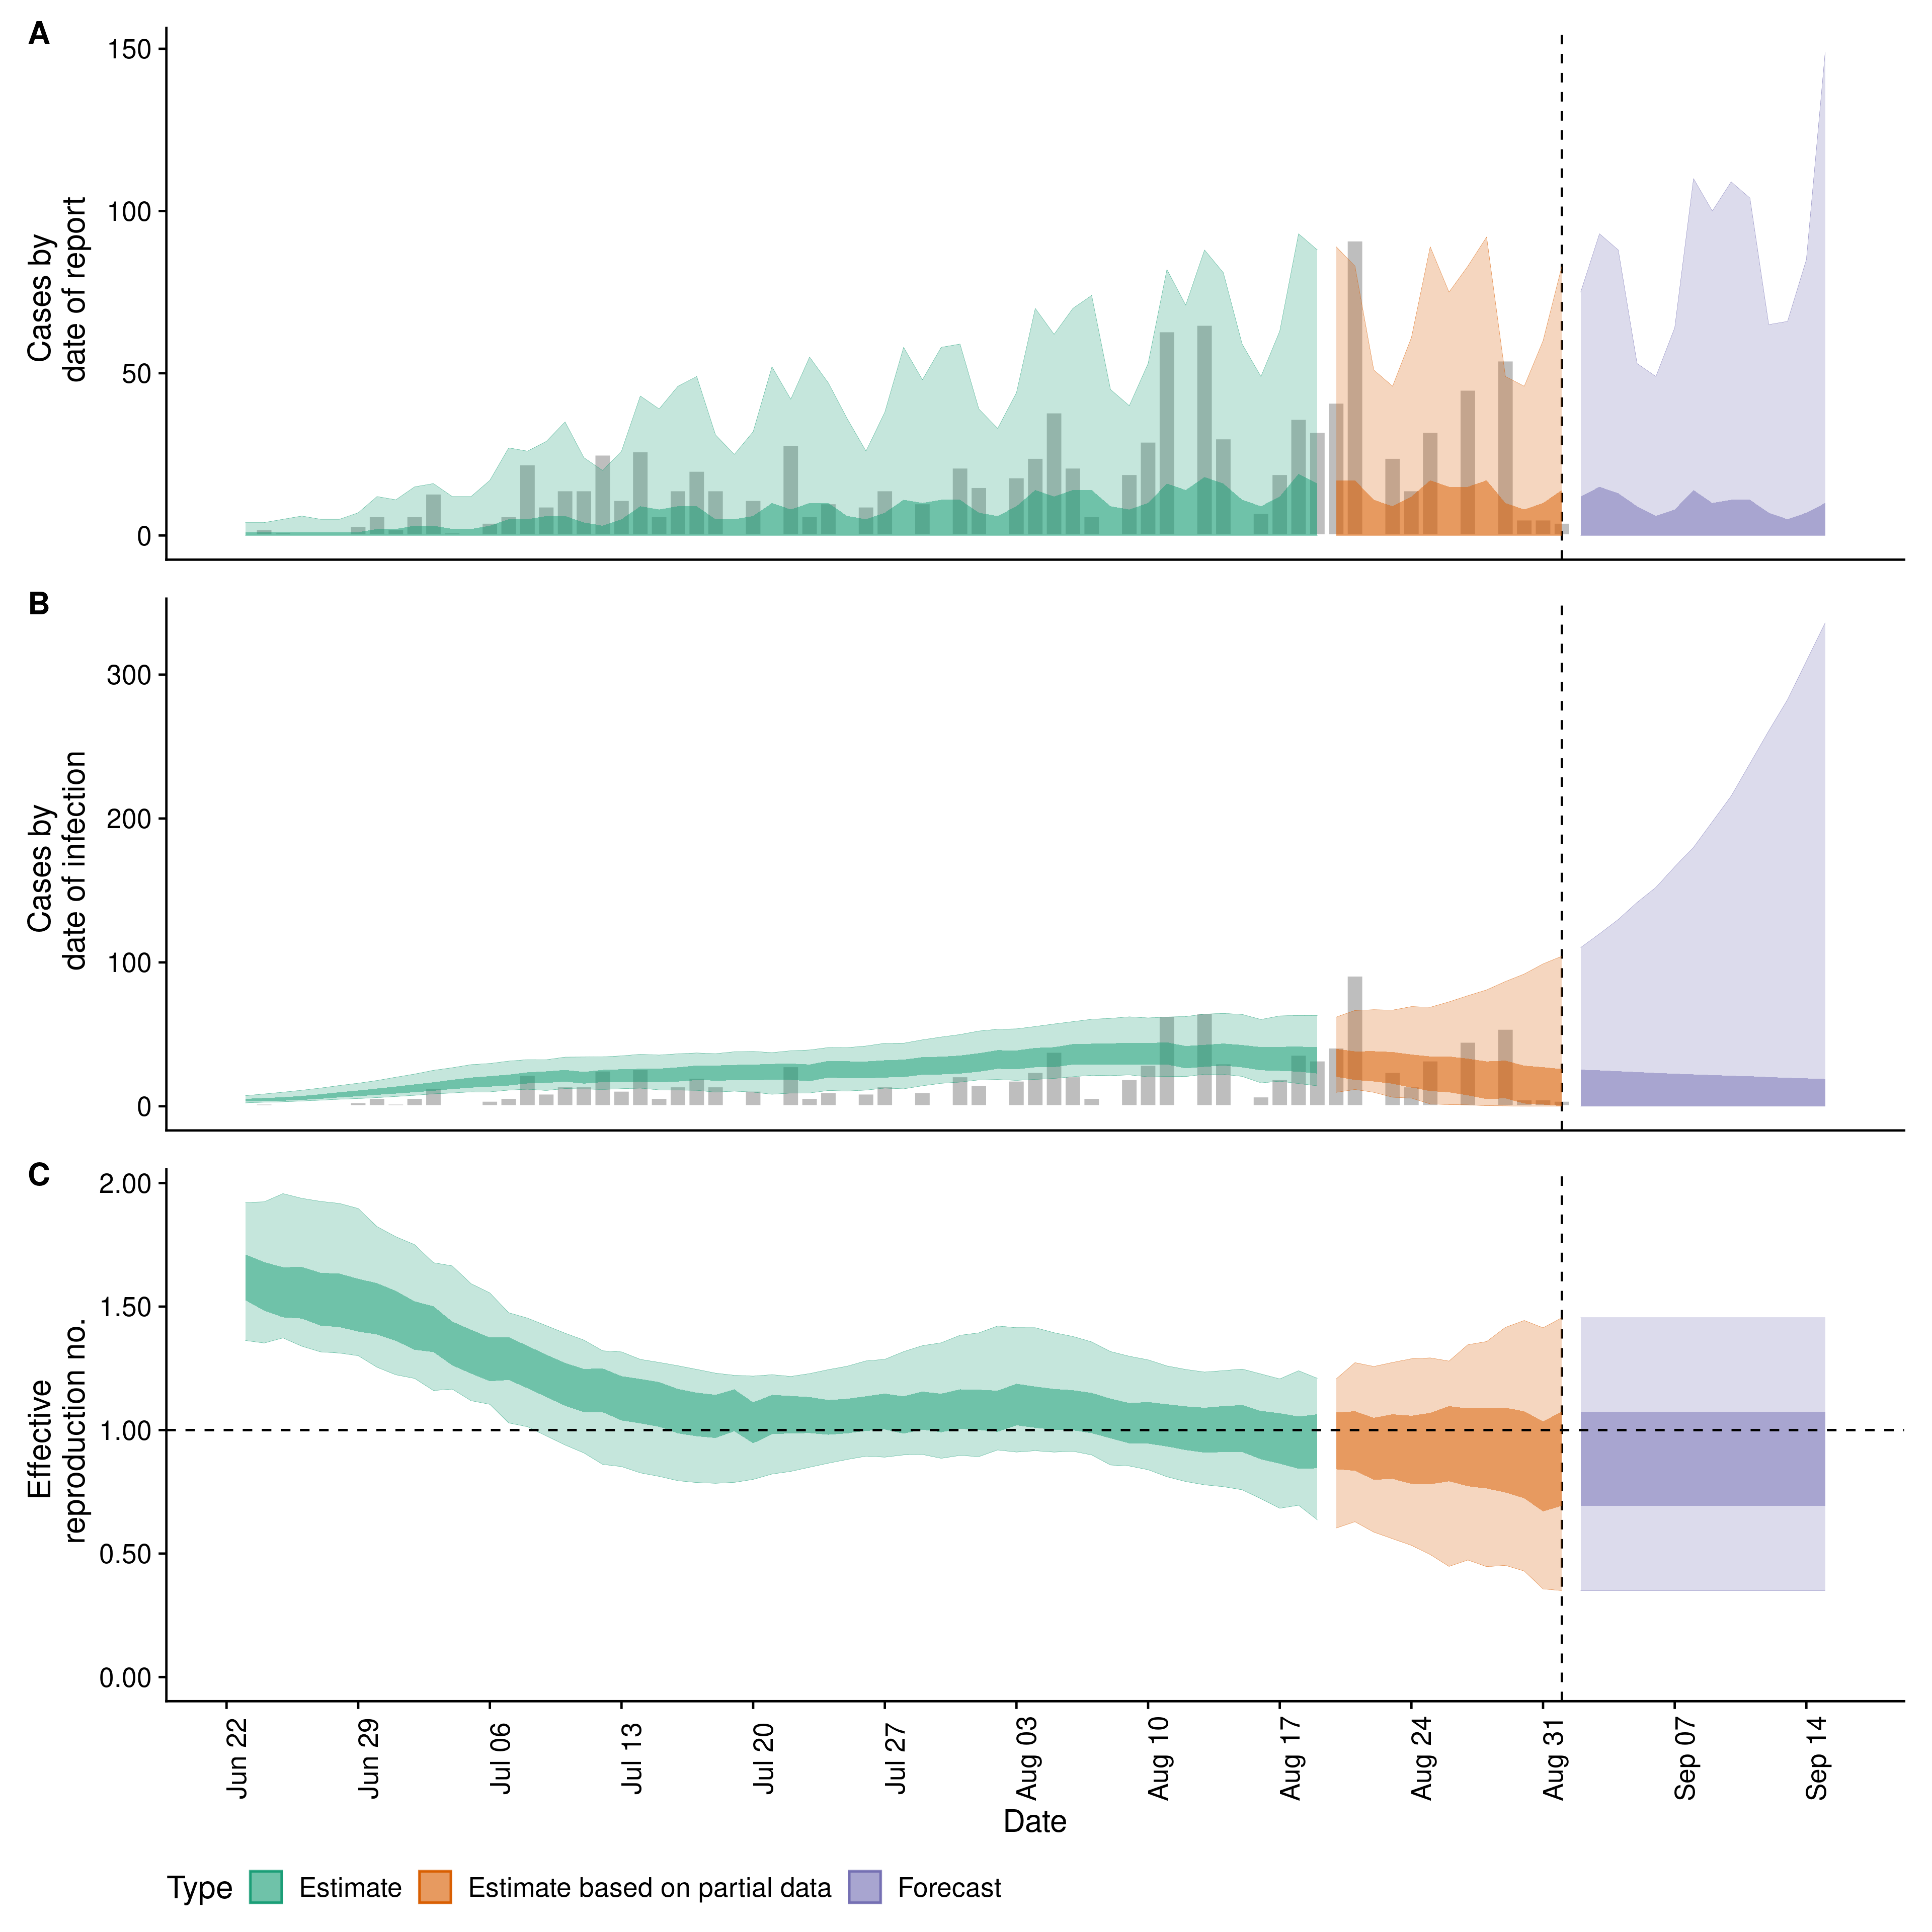 A
150
100
50
0
Cases by
date of report
B
300
200
100
0
Cases by
date of infection
C
2.00
1.50
1.00
0.50
0.00
Effective
reproduction no.
Jun 22
Jun 29
Jul 06
Jul 13
Jul 20
Jul 27
Aug 03
Aug 10
Aug 17
Aug 24
Aug 31
Sep 07
Sep 14
Date
Type Estimate Estimate based on partial data Forecast